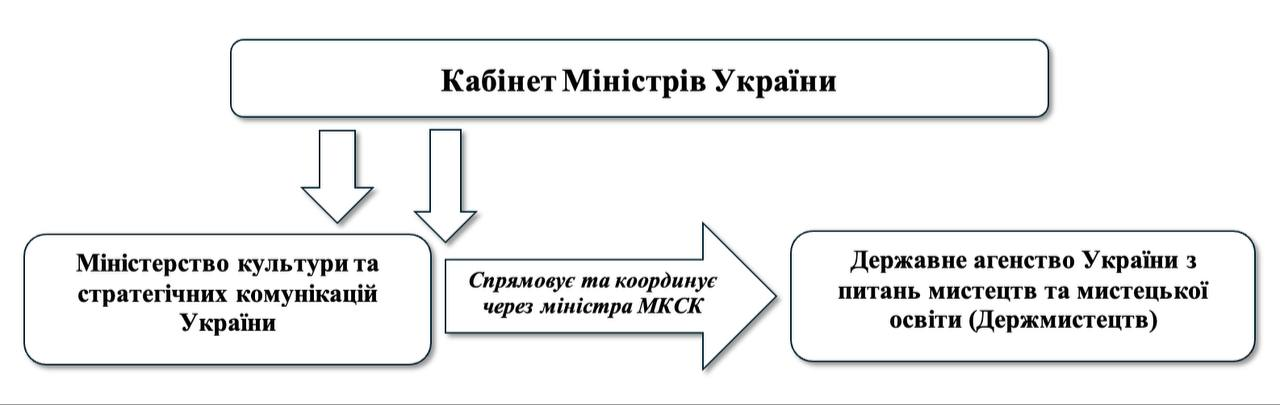 Кабінет Міністрів України
Міністерство культури та
стратегічних комунікацій
України
Спрямовує та координує
через міністра МКСК
Державне агенство України з
питань мистецтв та мистецької
освіти (Держмистецтв)